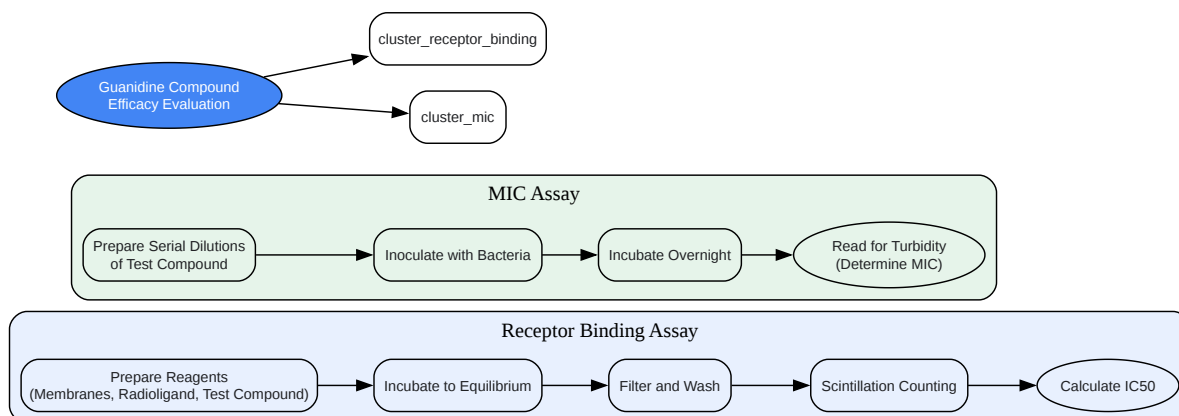 cluster_receptor_binding
Guanidine Compound
Efficacy Evaluation
cluster_mic
MIC Assay
Prepare Serial Dilutions
of Test Compound
Inoculate with Bacteria
Incubate Overnight
Read for Turbidity
(Determine MIC)
Receptor Binding Assay
Prepare Reagents
(Membranes, Radioligand, Test Compound)
Incubate to Equilibrium
Filter and Wash
Scintillation Counting
Calculate IC50